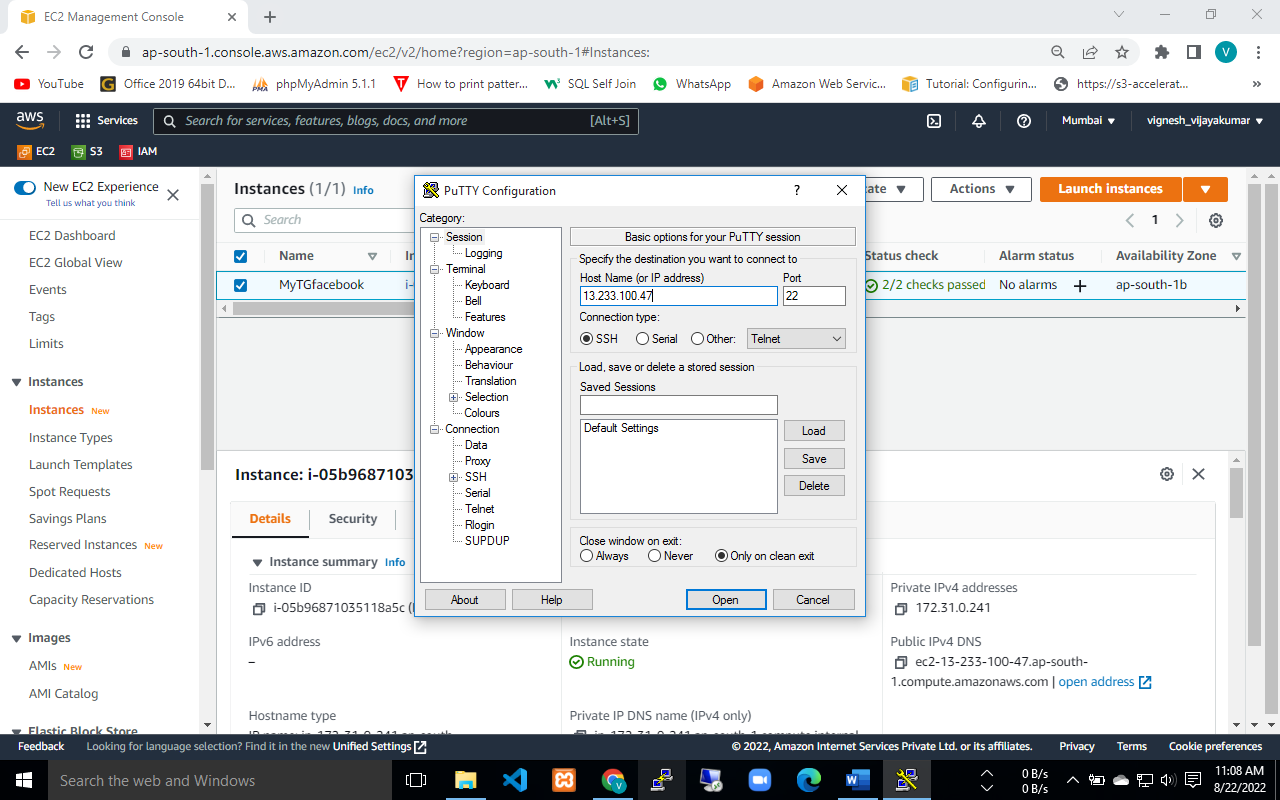 EC2 Management Console
ap-south-1.console.aws.amazon.com/ec2/v2/home?region=ap-south-1#Instances:
V
YouTube
Office 2019 64bit D...
phpMyAdmin 5.1.1
How to print patter...
SQL Self Join
WhatsApp
Amazon Web Servic...
Tutorial: Configurin...
https://s3-accelerat...
»
aws
Services
Search for services, features, blogs, docs, and more
[Alt+S]
Mumbai
vignesh_vijayakumar
EC2
S3
IAM
New EC2 Experience
Tell us what you think
EC2 Dashboard
EC2 Global View
Events
Tags
Limits
Instances
Instances New
Instance Types
Launch Templates
Spot Requests
Savings Plans
Reserved Instances New
Dedicated Hosts
Capacity Reservations
Images
AMIs New
AMI Catalog
Elastic Block Store
Instances (1/1) Info
Actions
Launch instances
Search
1
Name
Status check
Alarm status
Availability Zone
MyTGfacebook
2/2 checks passed
No alarms
ap-south-1b
PuTTY Configuration
?
Category:
Session
Logging
Terminal
Keyboard
Bell
Features
Window
Appearance
Behaviour
Translation
Selection
Colours
Connection
Data
Proxy
SSH
Serial
Telnet
Rlogin
SUPDUP
Basic options for your PuTTY session
Specify the destination you want to connect to
Host Name (or IP address)
Port
13.233.100.47
22
Connection type:
SSH
Serial
Other:
Telnet
Load, save or delete a stored session
Saved Sessions
Default Settings
Load
Save
Delete
Close window on exit:
Always
Never
Only on clean exit
About
Help
Open
Cancel
Instance: i-05b9687103
Details
Security
Instance summary Info
Instance ID
i-05b96871035118a5c
IPv6 address
–
Hostname type
Instance state
Running
Private IP DNS name (IPv4 only)
Private IPv4 addresses
172.31.0.241
Public IPv4 DNS
ec2-13-233-100-47.ap-south-
1.compute.amazonaws.com | open address
Feedback
Looking for language selection? Find it in the new Unified Settings
© 2022, Amazon Internet Services Private Ltd. or its affiliates.
Privacy
Terms
Cookie preferences
Search the web and Windows
0 B/s
0 B/s
11:08 AM
8/22/2022